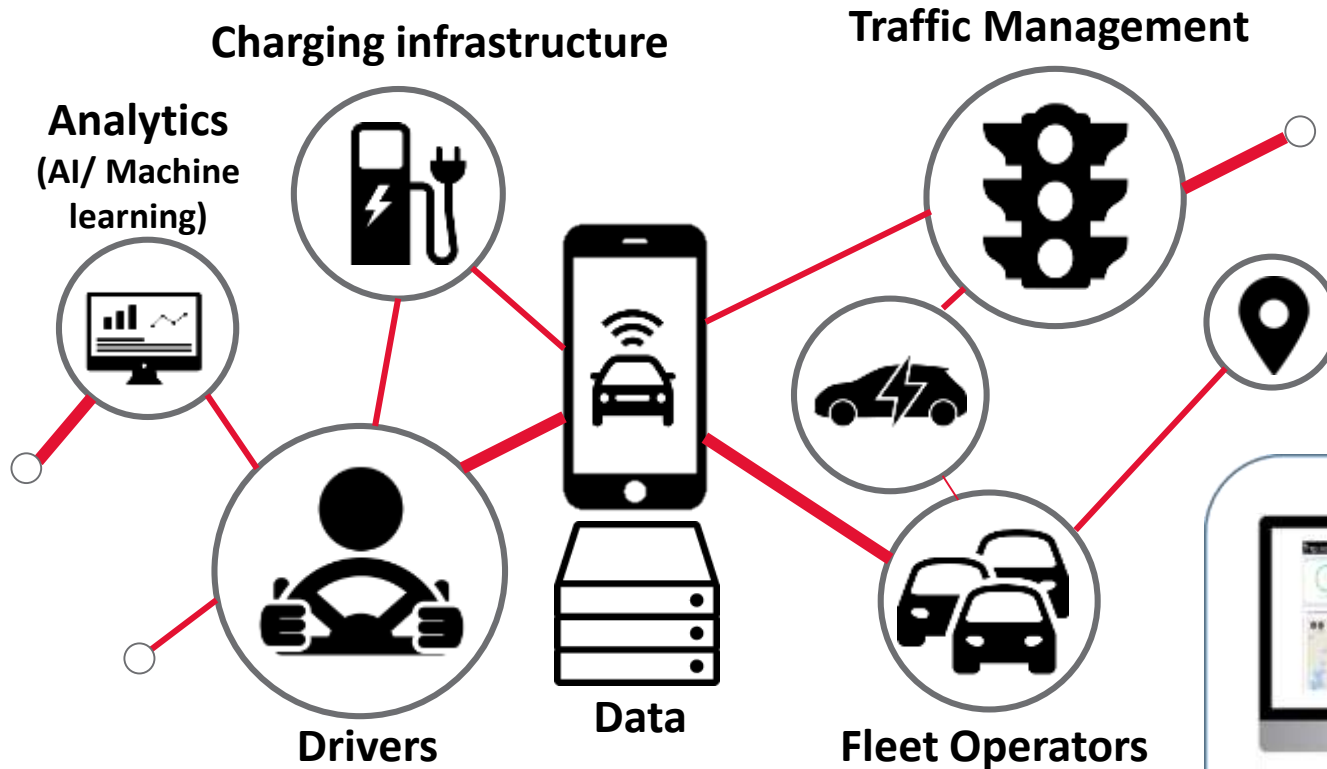 Charging infrastructure
Traffic Management
Analytics
(AI/ Machine
learning)
Data
Drivers
Fleet Operators